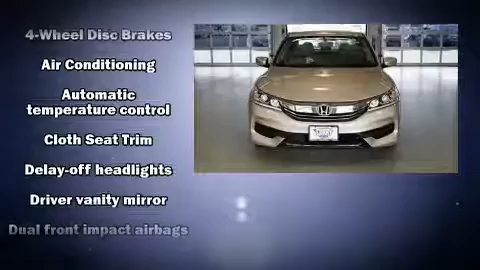 4-Wheel Disc Brakes
Air Conditioning
Automatic
temperature control
Cloth Seat Trim
Delay-off headlights
Driver vanity mirror
Dual front impact airbags